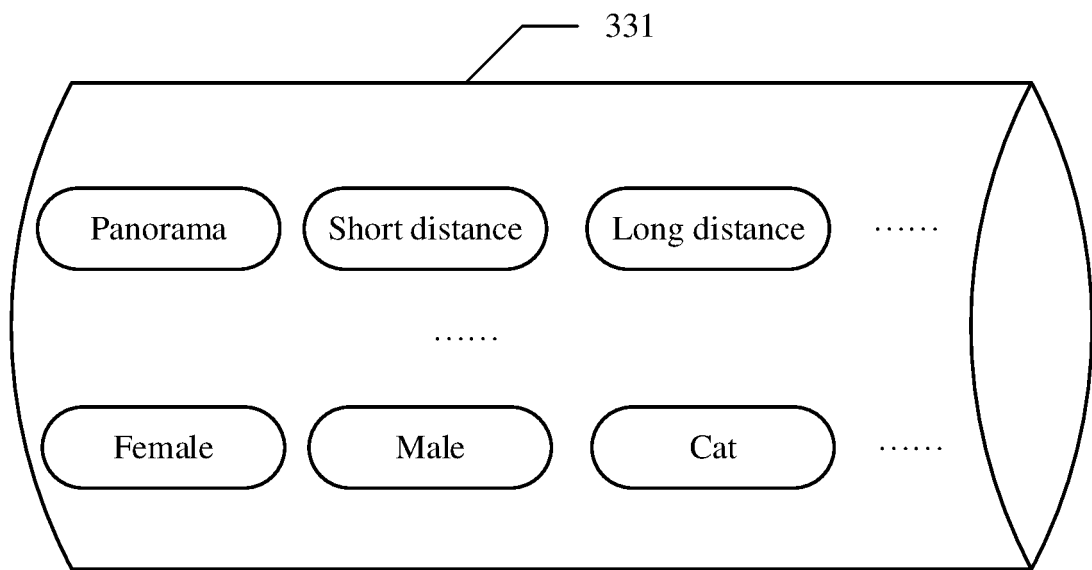 331
Panorama Short distance Long distance ……
……
Female Male Cat ……